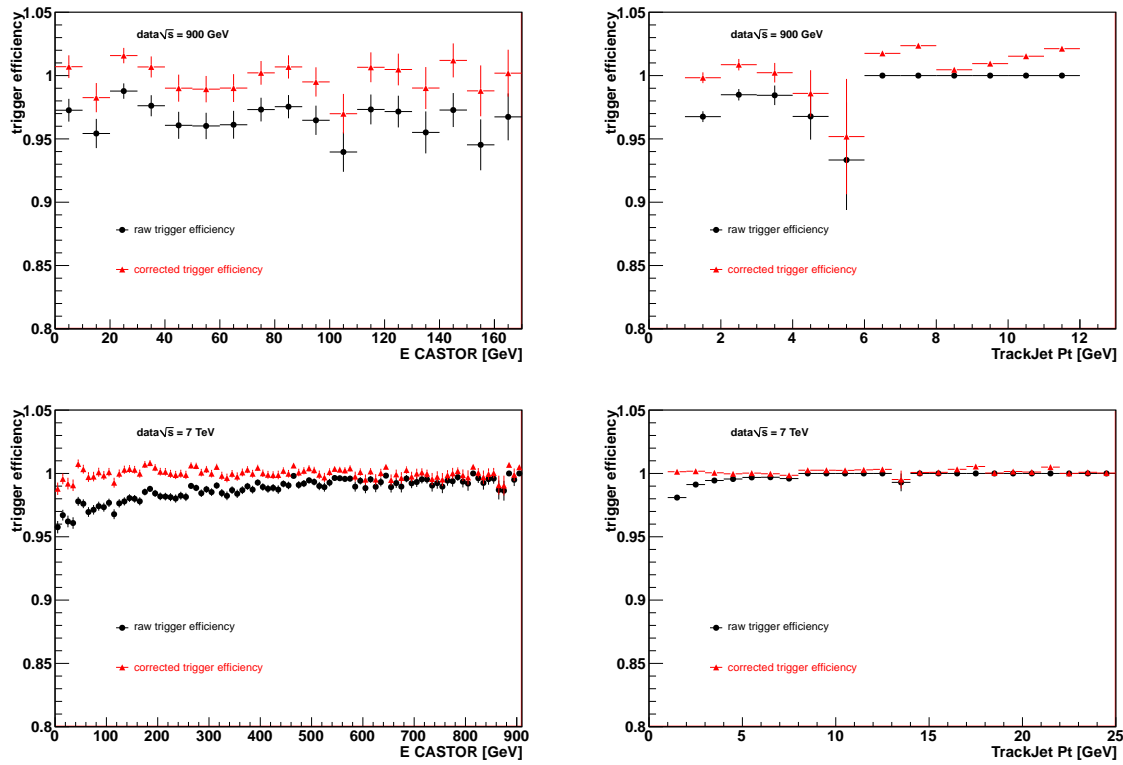 1.05
1
0.95
0.9
0.85
0.8
trigger efficiency
data√s = 900 GeV
raw trigger efficiency
corrected trigger efficiency
0 20 40 60 80 100 120 140 160
E CASTOR [GeV]
1.05
1
0.95
0.9
0.85
0.8
trigger efficiency
data√s = 900 GeV
raw trigger efficiency
corrected trigger efficiency
0 2 4 6 8 10 12
TrackJet Pt [GeV]
1.05
1
0.95
0.9
0.85
0.8
trigger efficiency
data√s = 7 TeV
raw trigger efficiency
corrected trigger efficiency
0 100 200 300 400 500 600 700 800 900
E CASTOR [GeV]
1.05
1
0.95
0.9
0.85
0.8
trigger efficiency
data√s = 7 TeV
raw trigger efficiency
corrected trigger efficiency
0 5 10 15 20 25
TrackJet Pt [GeV]